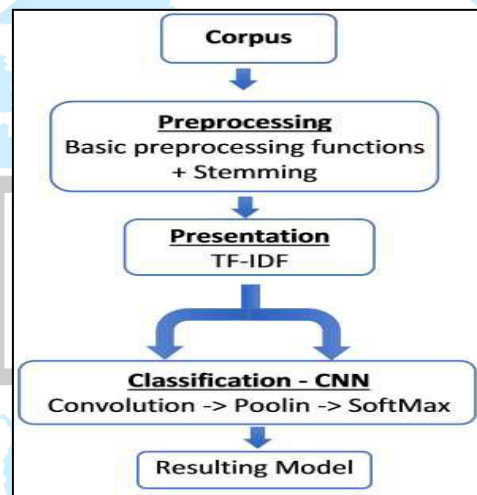 Corpus
Preprocessing
Basic preprocessing functions
+ Stemming
Presentation
TF-IDF
Classification - CNN
Convolution -> Poolin -> SoftMax
Resulting Model